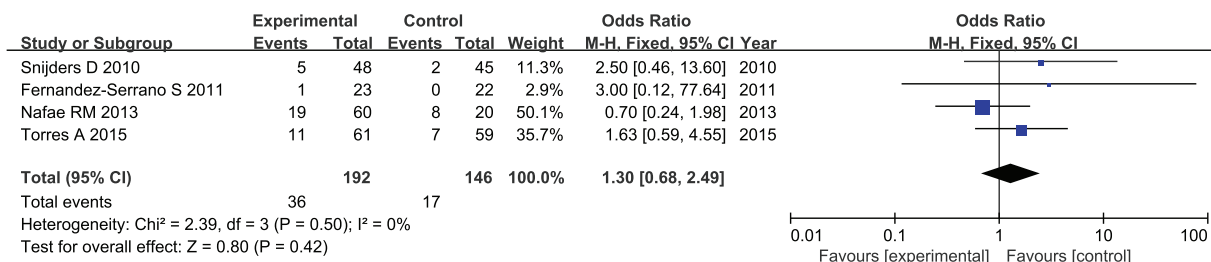 Experimental Control Odds Ratio Odds Ratio
Study or Subgroup Events Total Events Total Weight M-H, Fixed, 95% CI Year M-H, Fixed, 95% CI
Snijders D 2010 5 48 2 45 11.3% 2.50 [0.46, 13.60] 2010
Fernandez-Serrano S 2011 1 23 0 22 2.9% 3.00 [0.12, 77.64] 2011
Nafae RM 2013 19 60 8 20 50.1% 0.70 [0.24, 1.98] 2013
Torres A 2015 11 61 7 59 35.7% 1.63 [0.59, 4.55] 2015
Total (95% CI) 192 146 100.0% 1.30 [0.68, 2.49]
Total events 36 17
Heterogeneity: Chi² = 2.39, df = 3 (P = 0.50); I² = 0%
Test for overall effect: Z = 0.80 (P = 0.42)
0.01 0.1 1 10 100
Favours [experimental] Favours [control]